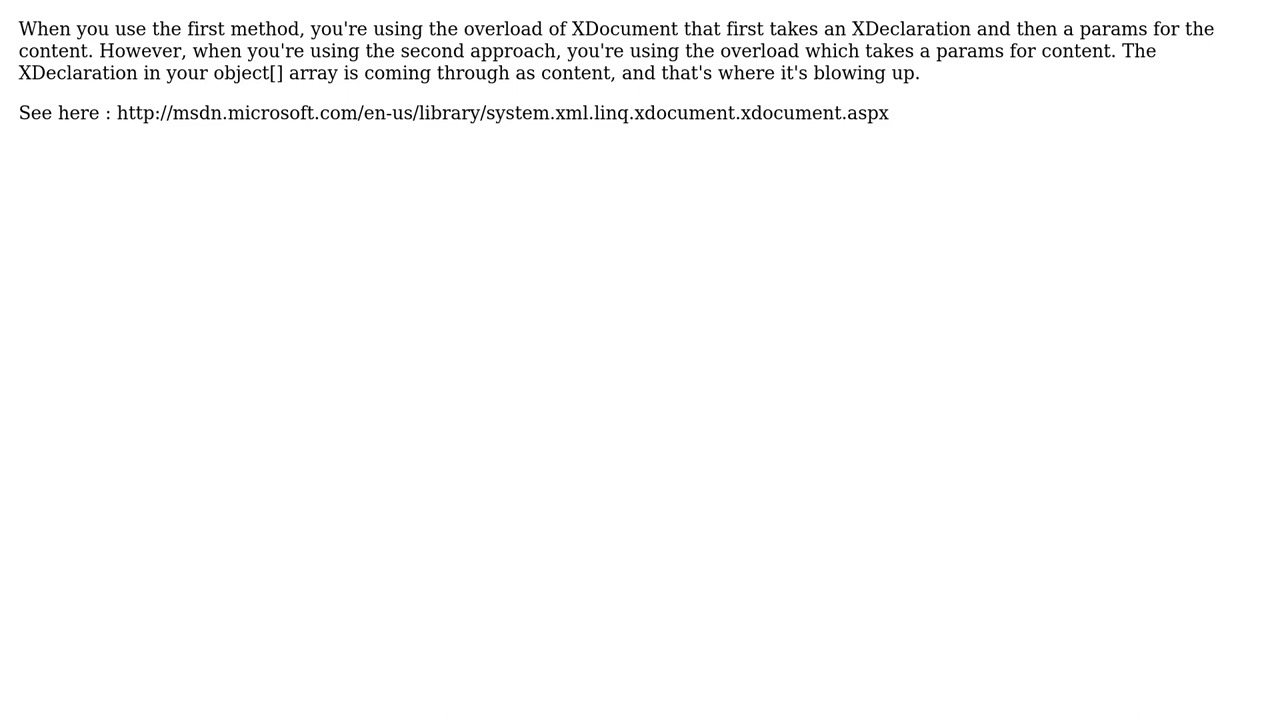 When you use the first method, you're using the overload of XDocument that first takes an XDeclaration and then a params for the
content. However, when you're using the second approach, you're using the overload which takes a params for content. The
XDeclaration in your object[] array is coming through as content, and that's where it's blowing up.
See here : http://msdn.microsoft.com/en-us/library/system.xml.linq.xdocument.xdocument.aspx